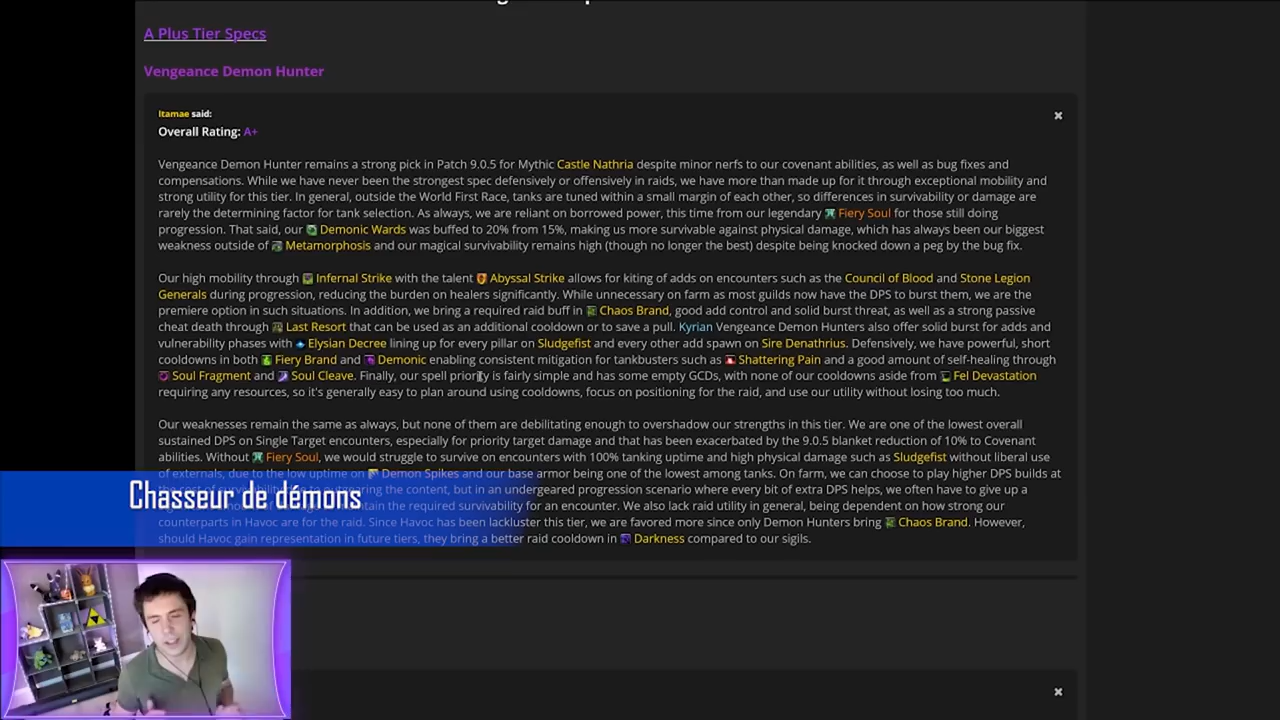 A Plus Tier Specs
Vengeance Demon Hunter
Itamae said:
Overall Rating: A+
Vengeance Demon Hunter remains a strong pick in Patch 9.0.5 for Mythic Castle Nathria despite minor nerfs to our covenant abilities, as well as bug fixes and
compensations. While we have never been the strongest spec defensively or offensively in raids, we have more than made up for it through exceptional mobility and
strong utility for this tier. In general, outside the World First Race, tanks are tuned within a small margin of each other, so differences in survivability or damage are
rarely the determining factor for tank selection. As always, we are reliant on borrowed power, this time from our legendary Fiery Soul for those still doing
progression. That said, our Demonic Wards was buffed to 20% from 15%, making us more survivable against physical damage, which has always been our biggest
weakness outside of Metamorphosis and our magical survivability remains high (though no longer the best) despite being knocked down a peg by the bug fix.
Our high mobility through Infernal Strike with the talent Abyssal Strike allows for kiting of adds on encounters such as the Council of Blood and Stone Legion
Generals during progression, reducing the burden on healers significantly. While unnecessary on farm as most guilds now have the DPS to burst them, we are the
premiere option in such situations. In addition, we bring a required raid buff in Chaos Brand, good add control and solid burst threat, as well as a strong passive
cheat death through Last Resort that can be used as an additional cooldown or to save a pull. Kyrian Vengeance Demon Hunters also offer solid burst for adds and
vulnerability phases with Elysian Decree lining up for every pillar on Sludgefist and every other add spawn on Sire Denathrius. Defensively, we have powerful, short
cooldowns in both Fiery Brand and Demonic enabling consistent mitigation for tankbusters such as Shattering Pain and a good amount of self-healing through
Soul Fragment and Soul Cleave. Finally, our spell priority is fairly simple and has some empty GCDs, with none of our cooldowns aside from Fel Devastation
requiring any resources, so it's generally easy to plan around using cooldowns, focus on positioning for the raid, and use our utility without losing too much.
Our weaknesses remain the same as always, but none of them are debilitating enough to overshadow our strengths in this tier. We are one of the lowest overall
sustained DPS on Single Target encounters, especially for priority target damage and that has been exacerbated by the 9.0.5 blanket reduction of 10% to Covenant
abilities. Without Fiery Soul, we would struggle to survive on encounters with 100% tanking uptime and high physical damage such as Sludgefist without liberal use
of externals, due to the low uptime on Demon Spikes and our base armor being one of the lowest among tanks. On farm, we can choose to play higher DPS builds at
the content, but in an undergeared progression scenario where every bit of extra DPS helps, we often have to give up a
the required survivability for an encounter. We also lack raid utility in general, being dependent on how strong our
counterparts in Havoc are for the raid. Since Havoc has been lackluster this tier, we are favored more since only Demon Hunters bring Chaos Brand. However,
should Havoc gain representation in future tiers, they bring a better raid cooldown in Darkness compared to our sigils.
Chasseur de démons